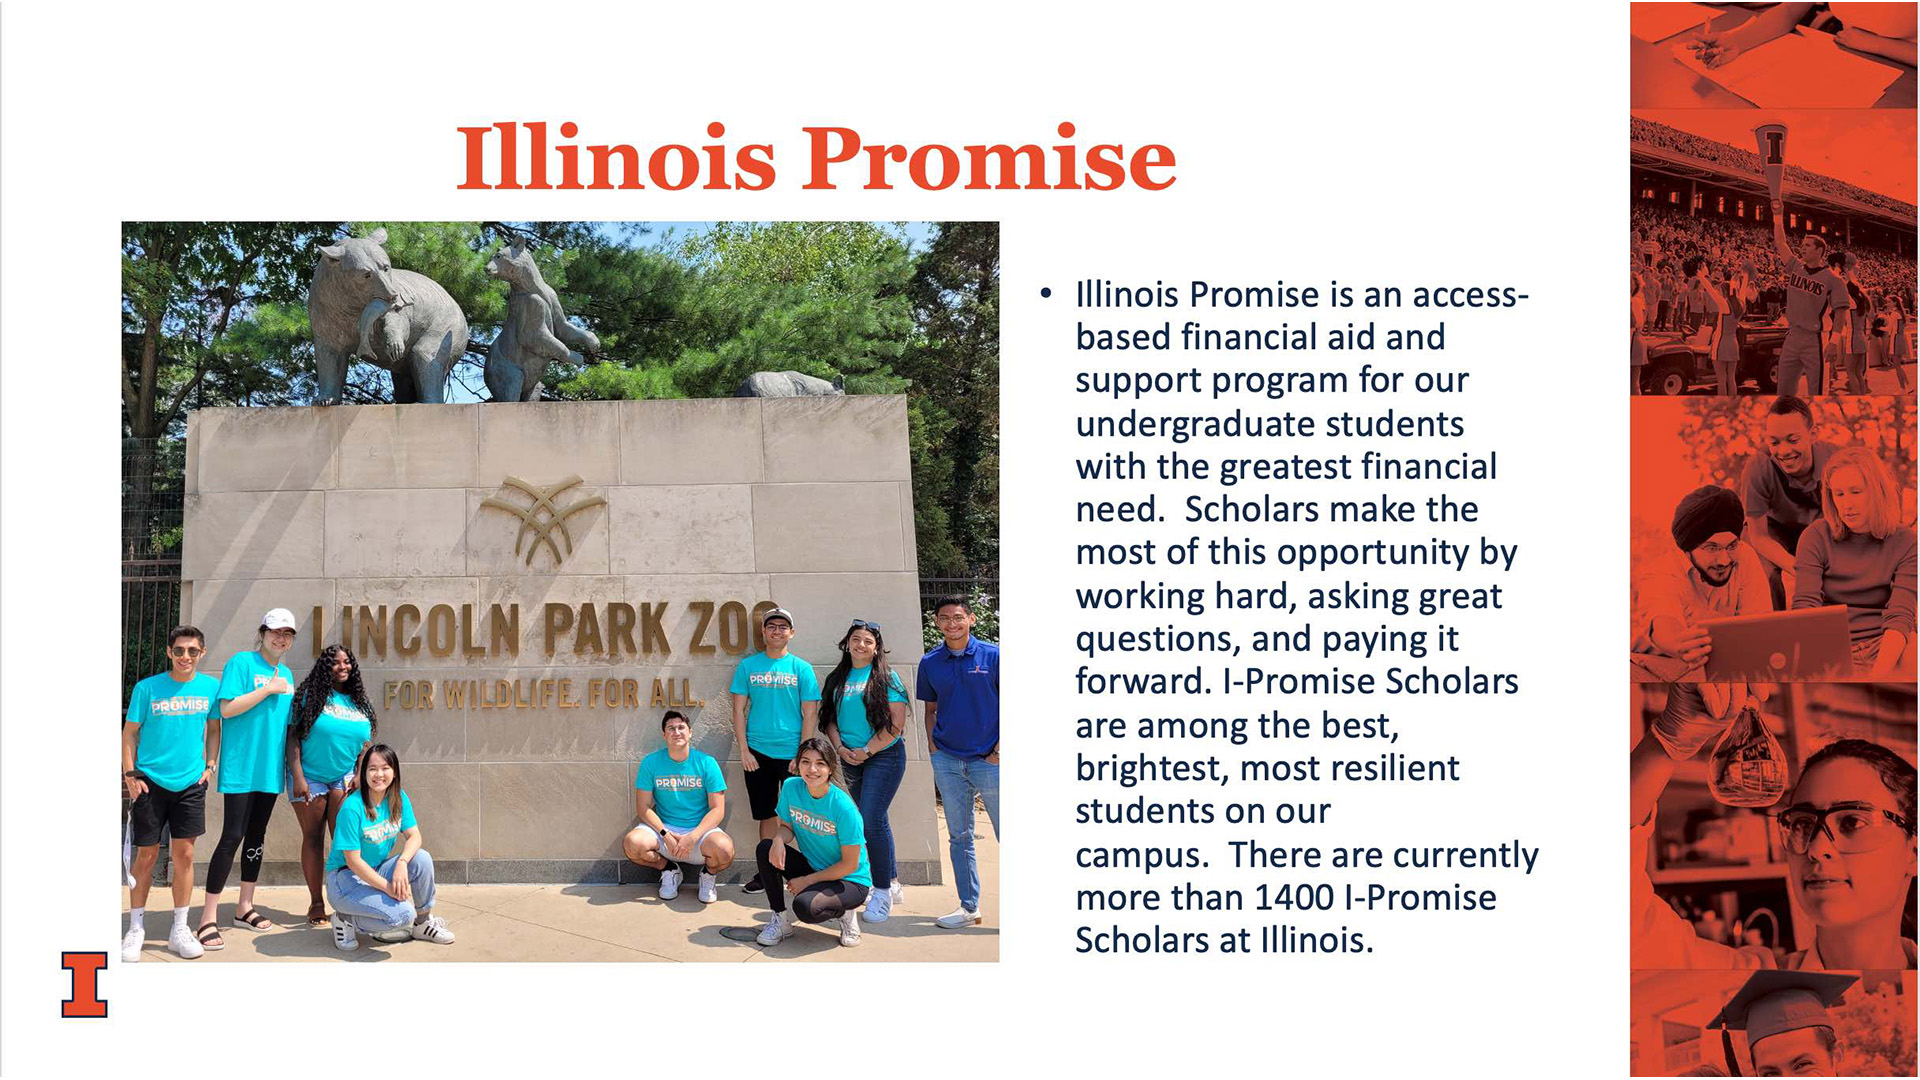 Illinois Promise
LINCOLN PARK ZOO
FOR WILDLIFE. FOR ALL.
PROMISE
PROMISE
PROMISE
PROMISE
PROMISE
PROMISE
PROMISE
PROMISE
I
• Illinois Promise is an access-
based financial aid and
support program for our
undergraduate students
with the greatest financial
need.  Scholars make the
most of this opportunity by
working hard, asking great
questions, and paying it
forward. I-Promise Scholars
are among the best,
brightest, most resilient
students on our
campus.  There are currently
more than 1400 I-Promise
Scholars at Illinois.
I
ILLINOIS